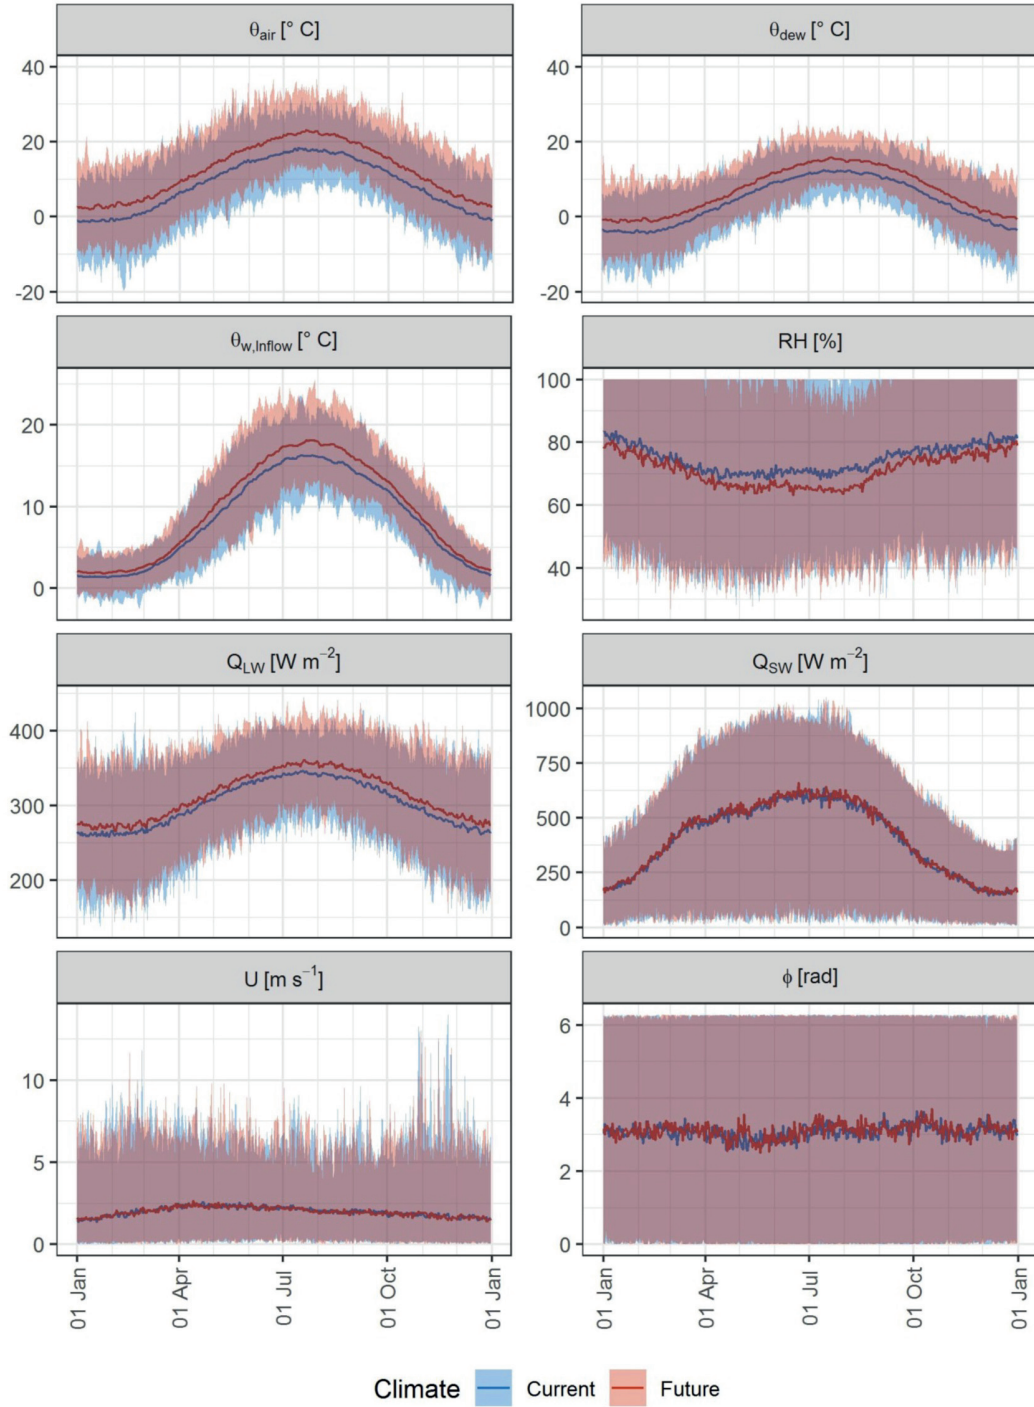 θair [° C]
θdew [° C]
40
20
0
-20
40
20
0
-20
θw,Inflow [° C]
RH [%]
20
10
0
100
80
60
40
QLW [W m−2]
QSW [W m−2]
400
300
200
1000
750
500
250
0
U [m s−1]
ϕ [rad]
10
5
0
6
4
2
0
01 Jan
01 Apr
01 Jul
01 Oct
01 Jan
01 Jan
01 Apr
01 Jul
01 Oct
01 Jan
Climate Current Future